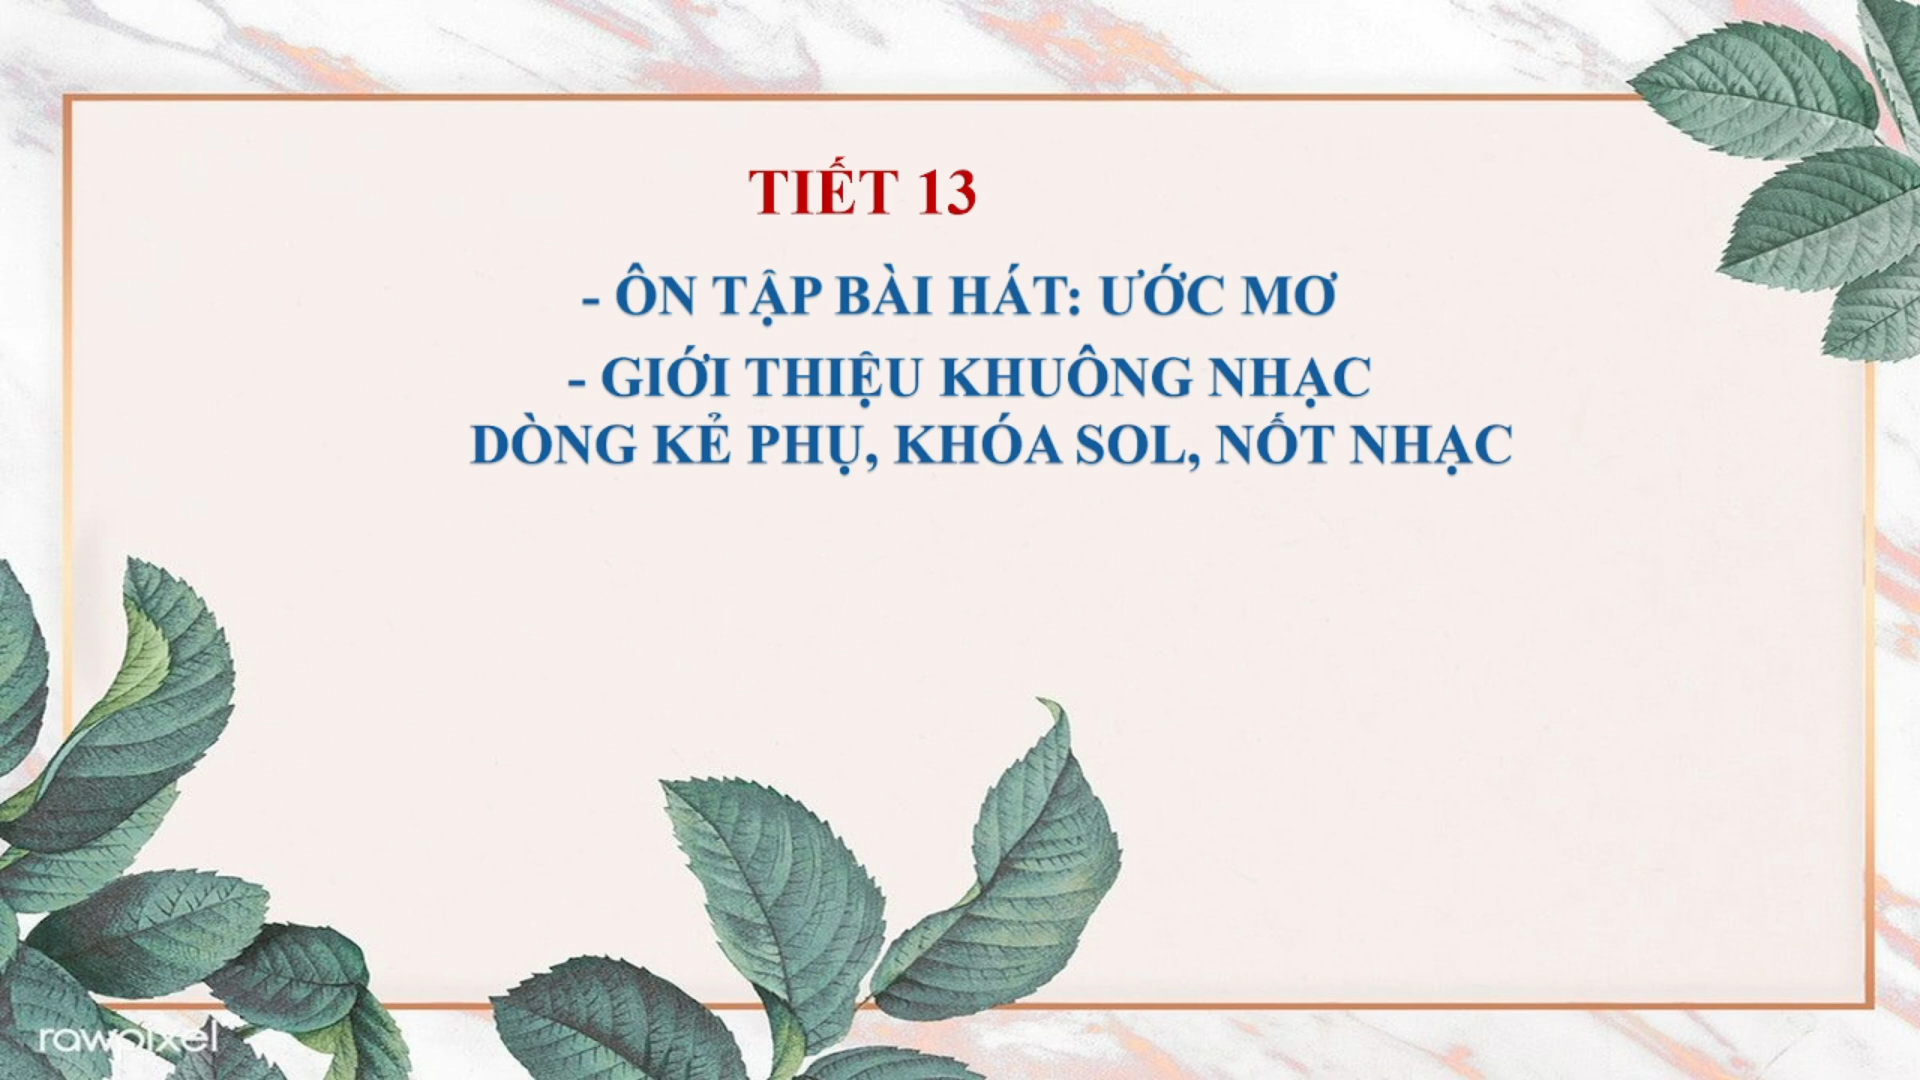 TIẾT 13
- ÔN TẬP BÀI HÁT: ƯỚC MƠ
- GIỚI THIỆU KHUÔNG NHẠC
DÒNG KẺ PHỤ, KHÓA SOL, NỐT NHẠC
rawpixel